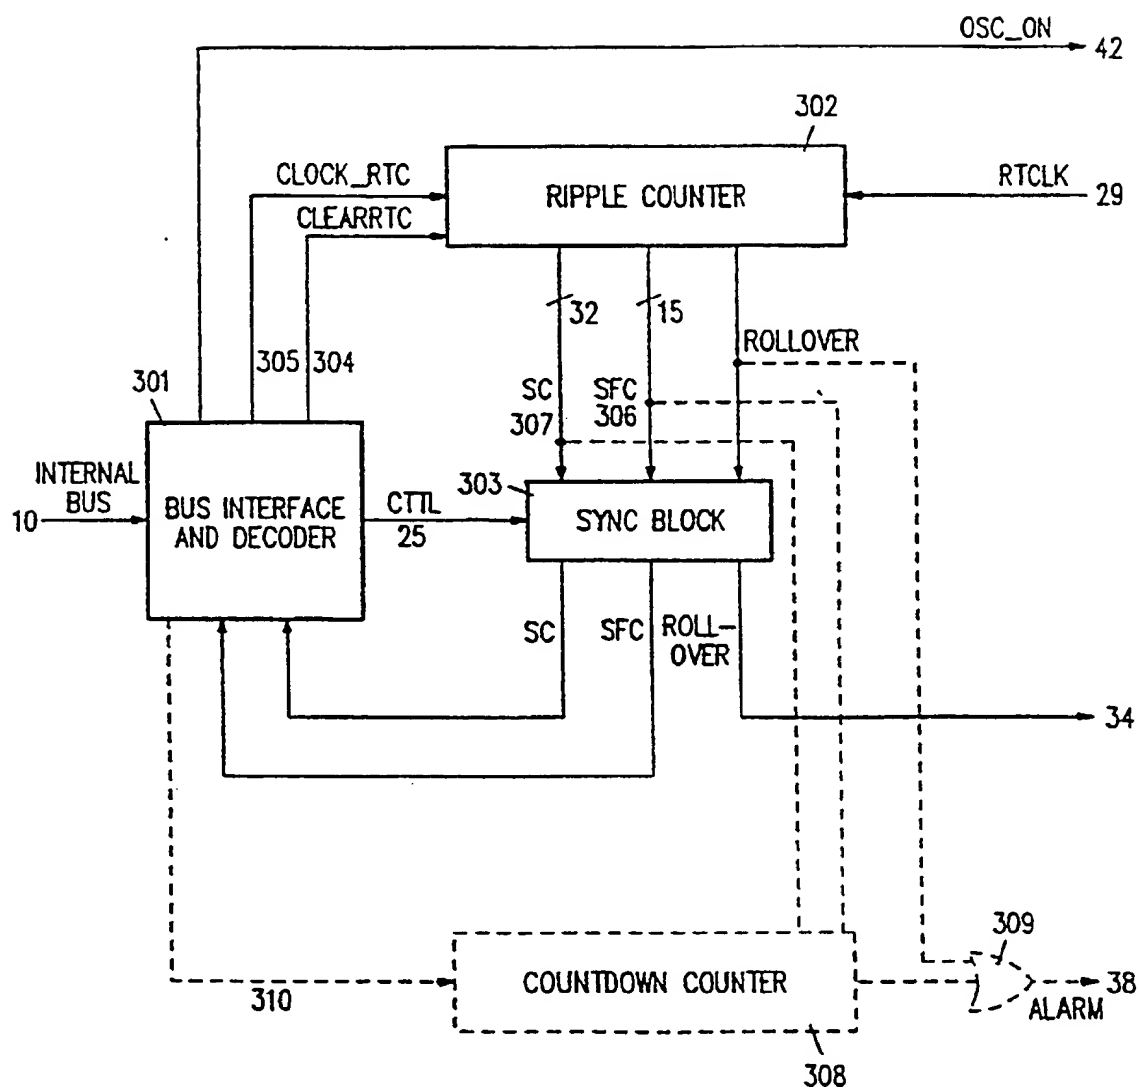 OSC_ON
42
302
CLOCK_RTC
RIPPLE COUNTER
RTCLK
29
CLEARRTC
32
15
ROLLOVER
305
304
301
SC
307
SFC
306
INTERNAL
BUS
10
BUS INTERFACE
AND DECODER
CTTL
25
303
SYNC BLOCK
SC
SFC
ROLL-
OVER
34
309
310
COUNTDOWN COUNTER
38
ALARM
308